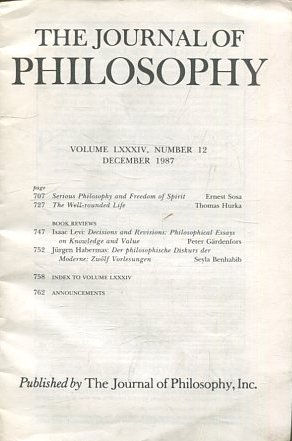 THE JOURNAL OF
PHILOSOPHY
VOLUME LXXXIV, NUMBER 12
DECEMBER 1987
page
707 Serious Philosophy and Freedom of Spirit Ernest Sosa
727 The Well-rounded Life Thomas Hurka
BOOK REVIEWS
747 Isaac Levi: Decisions and Revisions: Philosophical Essays
on Knowledge and Value Peter Gärdenfors
752 Jürgen Habermas: Der philosophische Diskurs der
Moderne: Zwölf Vorlesungen Seyla Benhabib
758 INDEX TO VOLUME LXXXIV
762 ANNOUNCEMENTS
Published by The Journal of Philosophy, Inc.